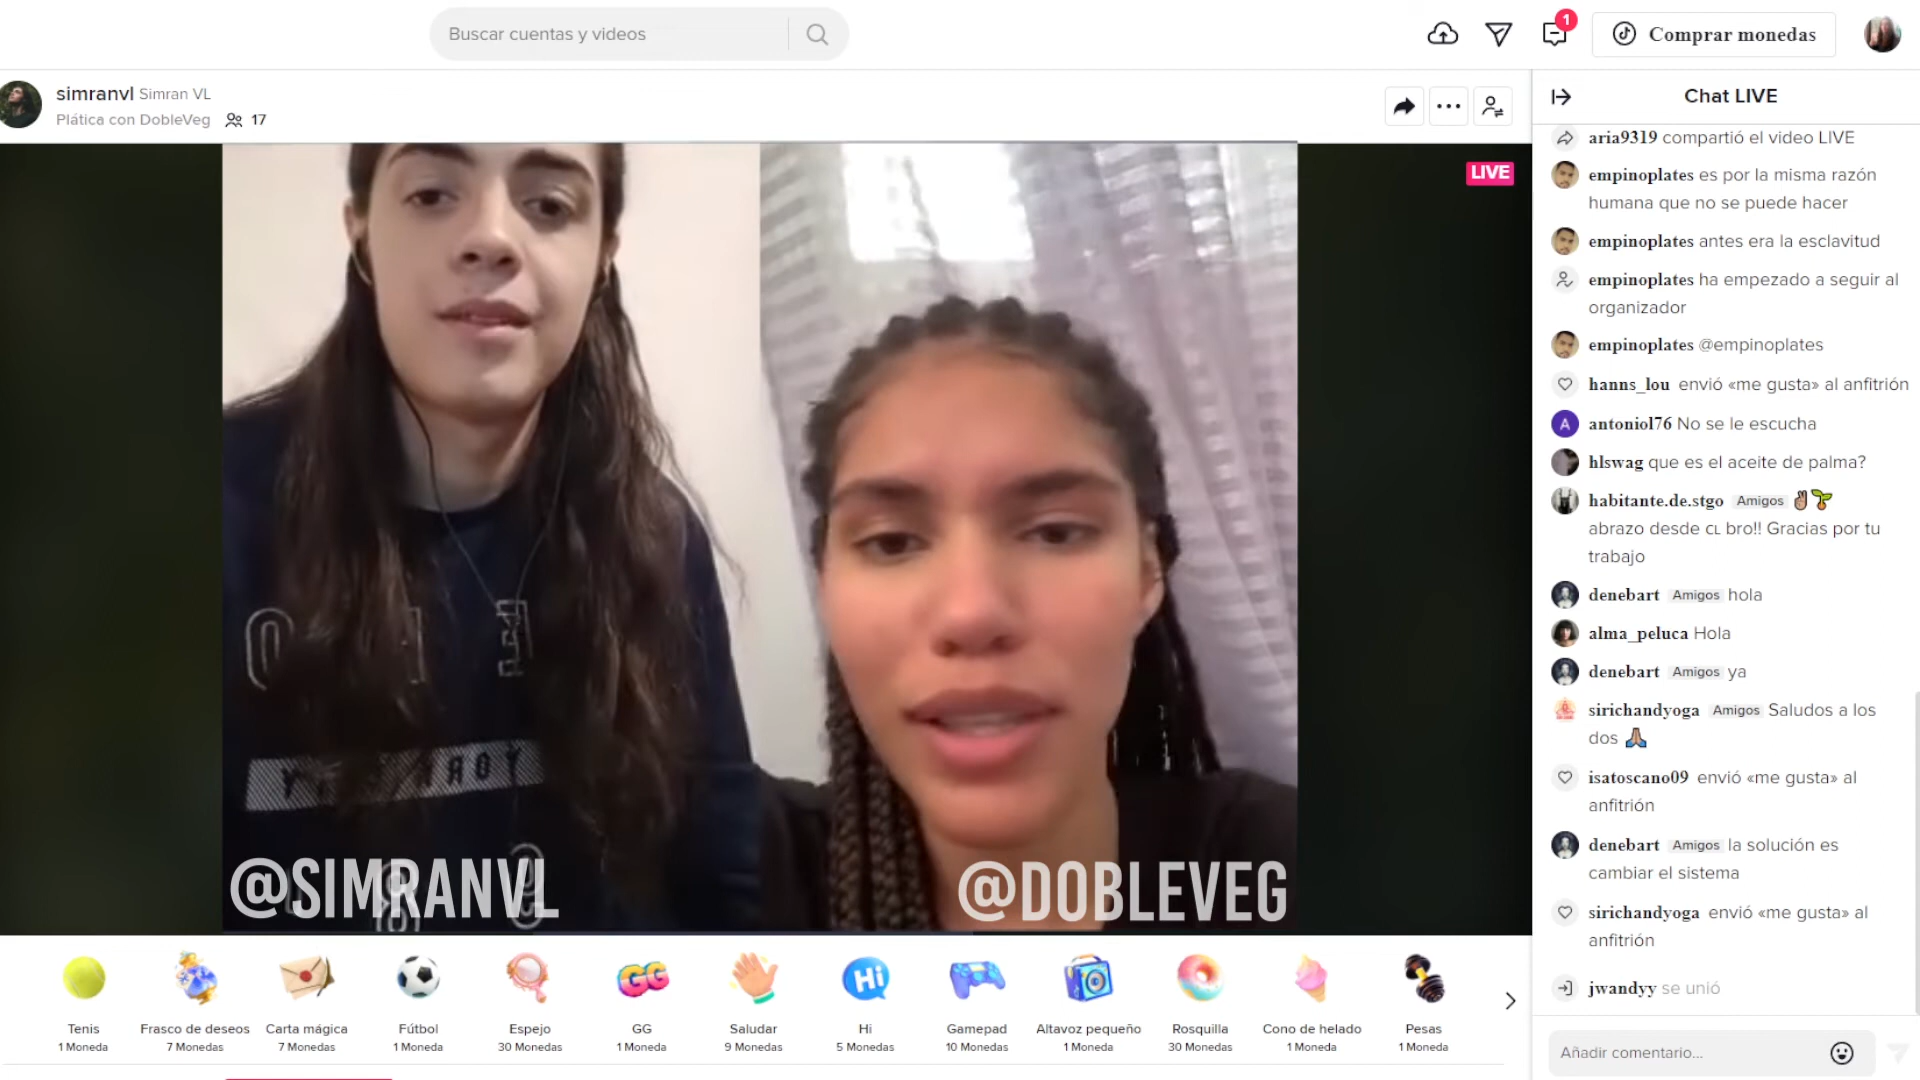 Buscar cuentas y videos
1
Comprar monedas
simranvl Simran VL
Plática con DobleVeg 17
LIVE
@SIMRANVL
@DOBLEVEG
Chat LIVE
aria9319 compartió el video LIVE
empinoplates es por la misma razón
humana que no se puede hacer
empinoplates antes era la esclavitud
empinoplates ha empezado a seguir al
organizador
empinoplates @empinoplates
hanns_lou envió «me gusta» al anfitrión
A
antoniol76 No se le escucha
hlswag que es el aceite de palma?
habitante.de.stgo Amigos ✌🏽🌱
abrazo desde CL bro!! Gracias por tu
trabajo
denebart Amigos hola
alma_peluca Hola
denebart Amigos ya
sirichandyoga Amigos Saludos a los
dos 🙏🏽
isatoscano09 envió «me gusta» al
anfitrión
denebart Amigos la solución es
cambiar el sistema
sirichandyoga envió «me gusta» al
anfitrión
jwandyy se unió
Añadir comentario...
GG
Hi
Tenis
1 Moneda
Frasco de deseos
7 Monedas
Carta mágica
7 Monedas
Fútbol
1 Moneda
Espejo
30 Monedas
GG
1 Moneda
Saludar
9 Monedas
Hi
5 Monedas
Gamepad
10 Monedas
Altavoz pequeño
1 Moneda
Rosquilla
30 Monedas
Cono de helado
1 Moneda
Pesas
1 Moneda